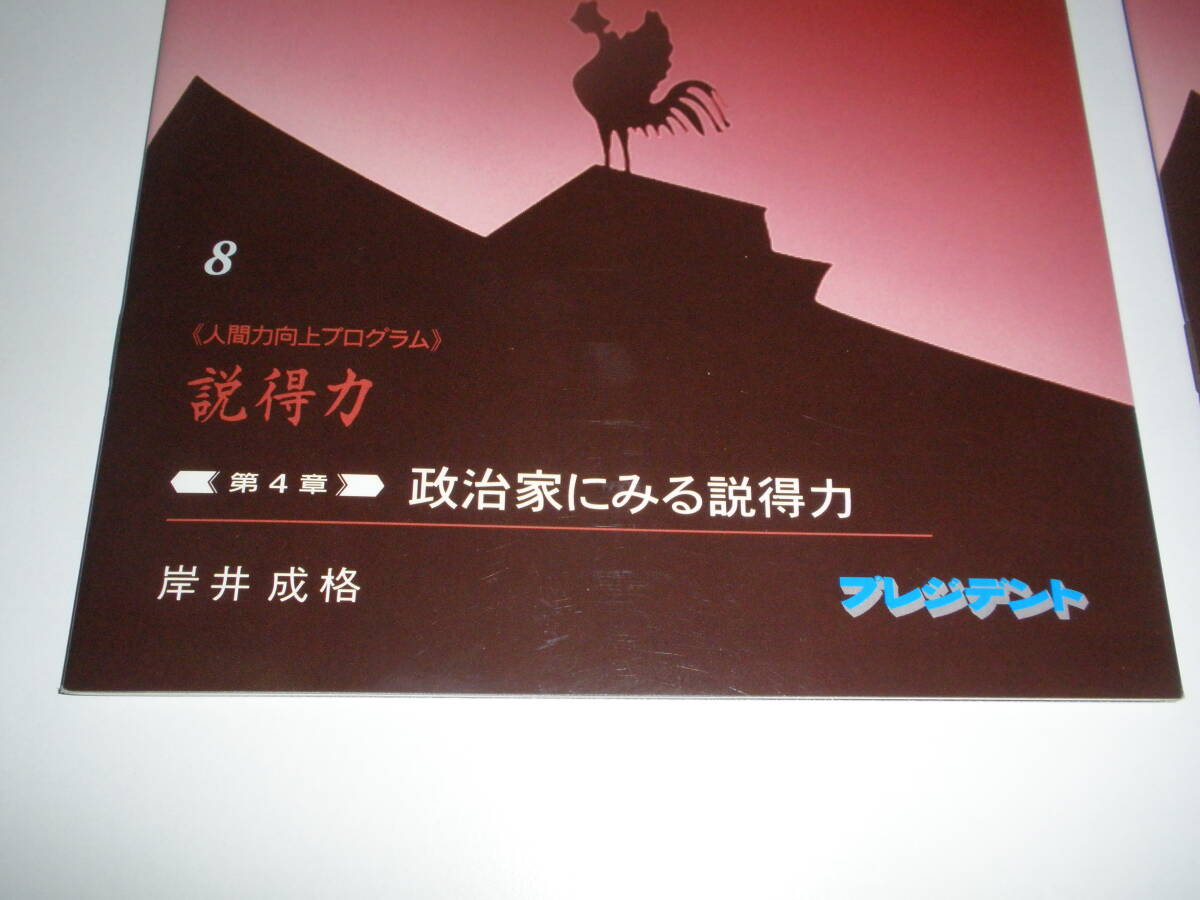 8
《人間力向上プログラム》
説得力
第4章 政治家にみる説得力
岸井成格
プレジデント